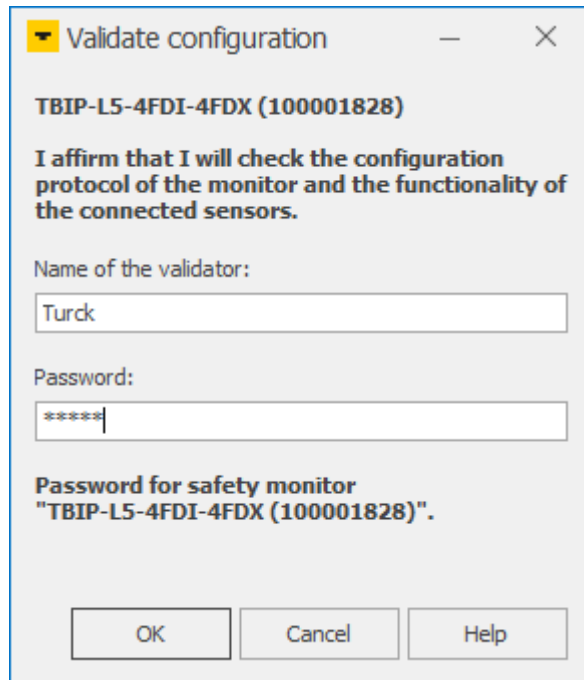 Validate configuration
TBIP-L5-4FDI-4FDX (100001828)
I affirm that I will check the configuration
protocol of the monitor and the functionality of
the connected sensors.
Name of the validator:
Turck
Password:
*****
Password for safety monitor
"TBIP-L5-4FDI-4FDX (100001828)".
OK Cancel Help